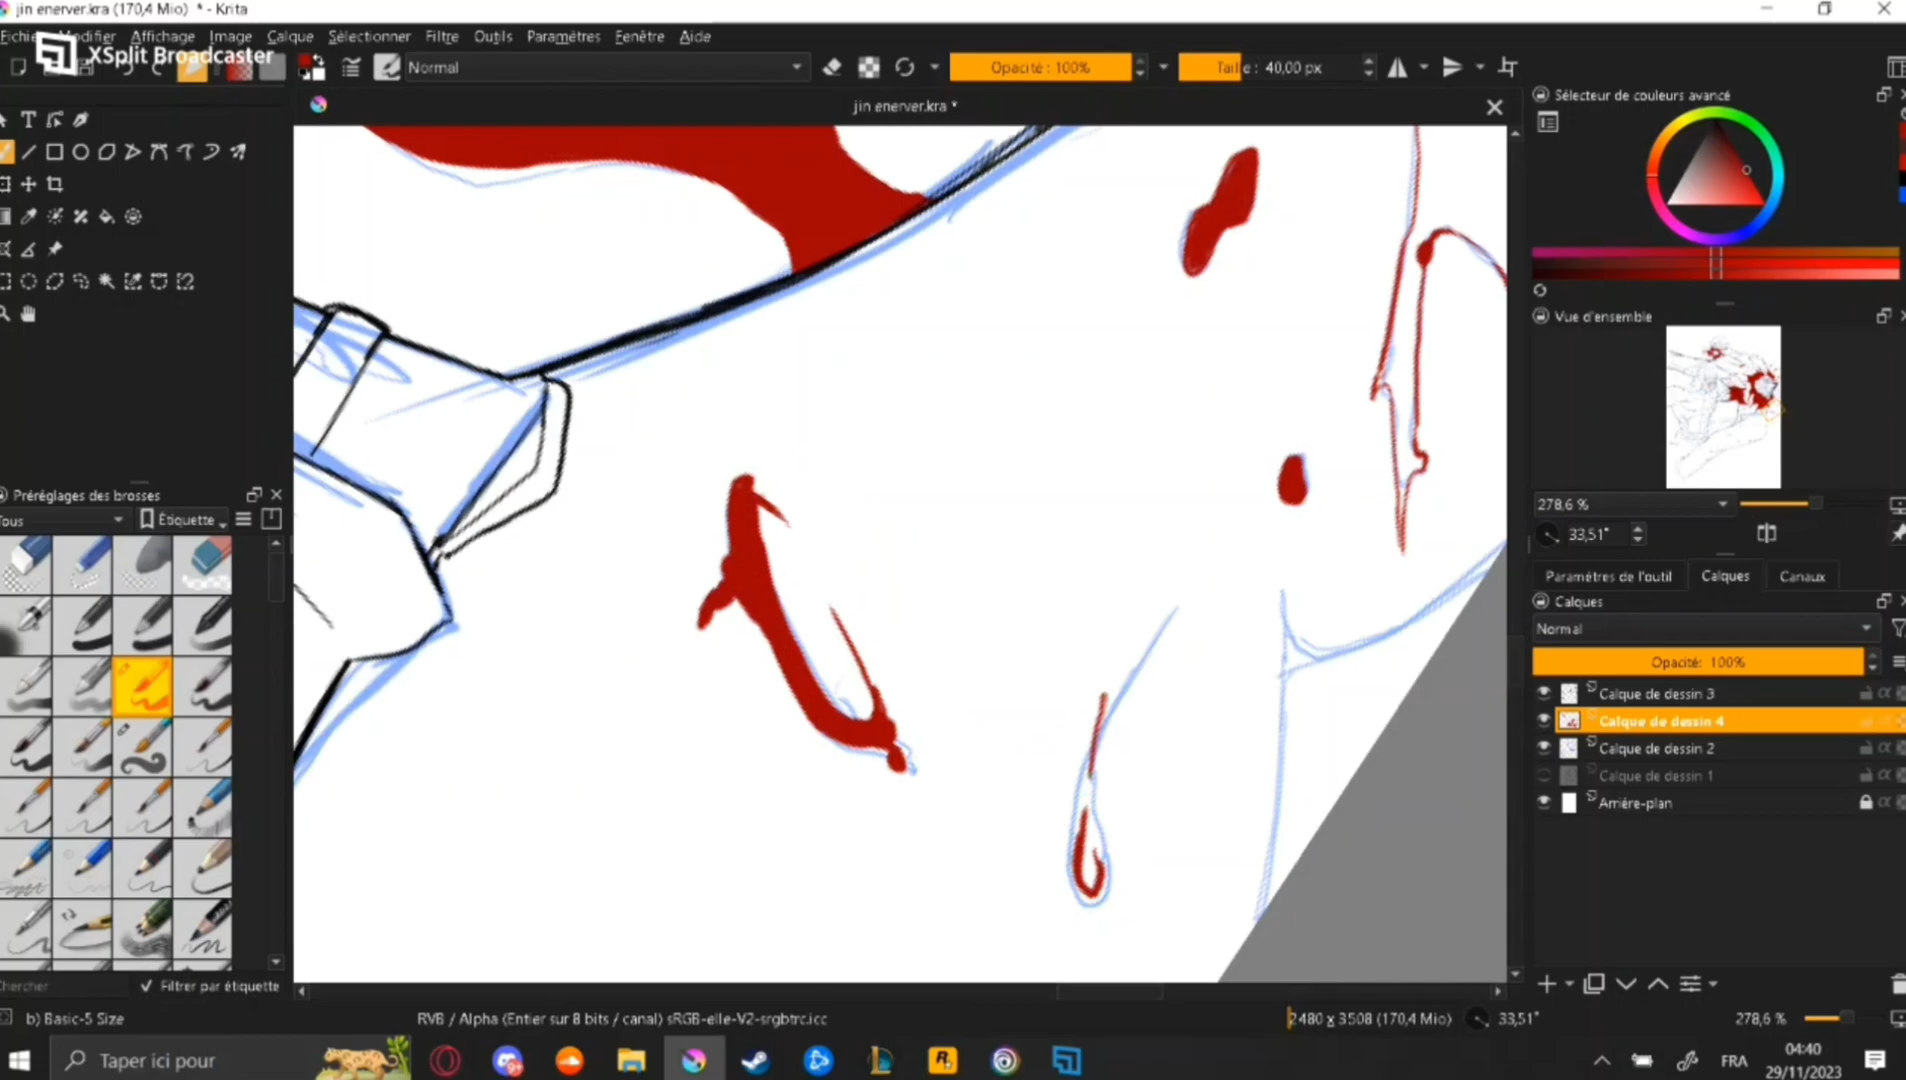 jin enerver.kra (170,4 Mio) * - Krita
Affichage Image Calque Sélectionner Filtre Outils Paramètres Fenêtre Aide
XSplit Broadcaster
Normal
Opacité : 100%
Taille : 40,00 px
jin enerver.kra *
Sélecteur de couleurs avancé
Vue d'ensemble
278,6 %
33,51°
Préréglages des brosses
Tous
Étiquette
Paramètres de l'outil Calques Canaux
Calques
Normal
Opacité: 100%
Calque de dessin 3
Calque de dessin 4
Calque de dessin 2
Calque de dessin 1
Arrière-plan
Chercher
Filtrer par étiquette
b) Basic-5 Size
RVB / Alpha (Entier sur 8 bits / canal) sRGB-elle-V2-srgbtrc.icc
2480 x 3508 (170,4 Mio)
33,51°
278,6 %
Taper ici pour
FRA
04:40
29/11/2023